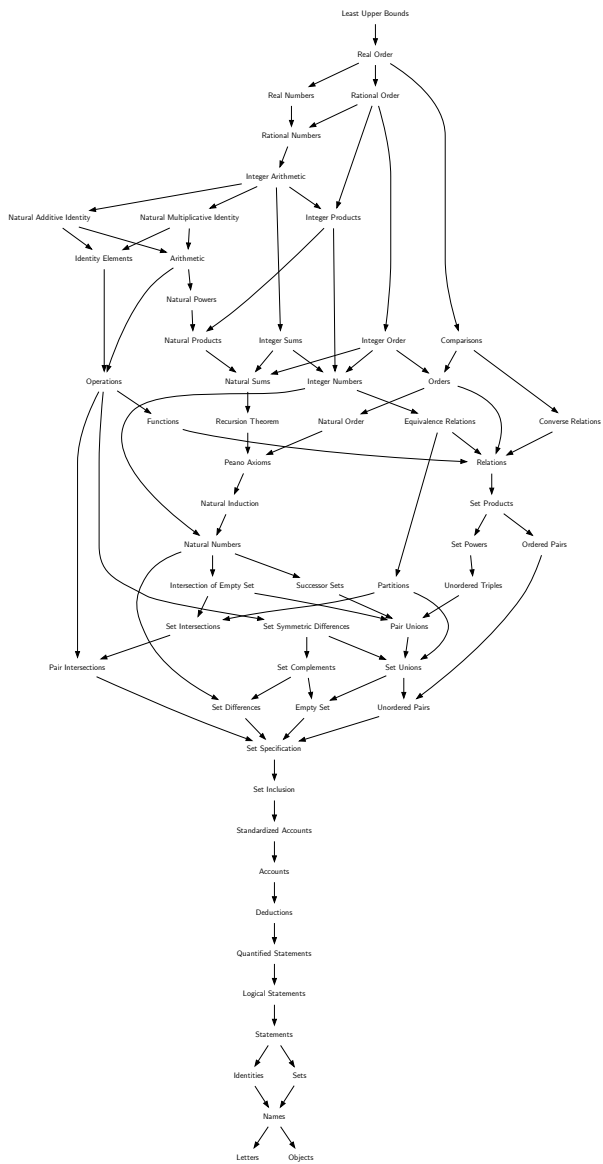 Least Upper Bounds
Real Order
Real Numbers Rational Order
Rational Numbers
Integer Arithmetic
Natural Additive Identity Natural Multiplicative Identity Integer Products
Identity Elements Arithmetic
Natural Powers
Natural Products Integer Sums Integer Order Comparisons
Operations Natural Sums Integer Numbers Orders
Functions Recursion Theorem Natural Order Equivalence Relations Converse Relations
Peano Axioms Relations
Natural Induction Set Products
Natural Numbers Set Powers Ordered Pairs
Intersection of Empty Set Successor Sets Partitions Unordered Triples
Set Intersections Set Symmetric Differences Pair Unions
Pair Intersections Set Complements Set Unions
Set Differences Empty Set Unordered Pairs
Set Specification
Set Inclusion
Standardized Accounts
Accounts
Deductions
Quantified Statements
Logical Statements
Statements
Identities Sets
Names
Letters Objects